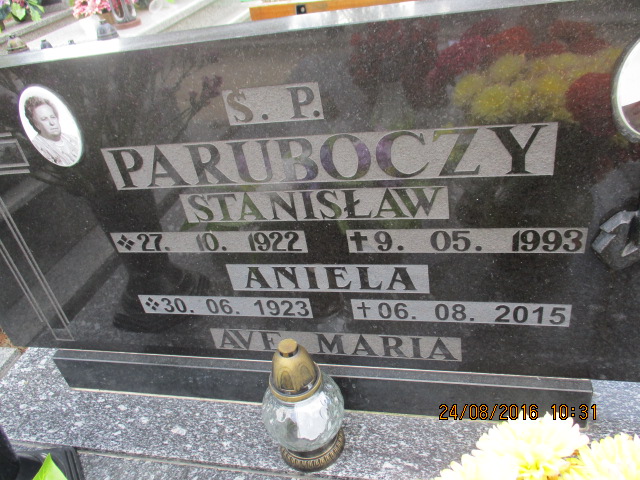 Ś. P.
PARUBOCZY
STANISŁAW
27. 10. 1922 ✝9. 05. 1993
ANIELA
30. 06. 1923 ✝06. 08. 2015
AVE MARIA
24/08/2016 10:31